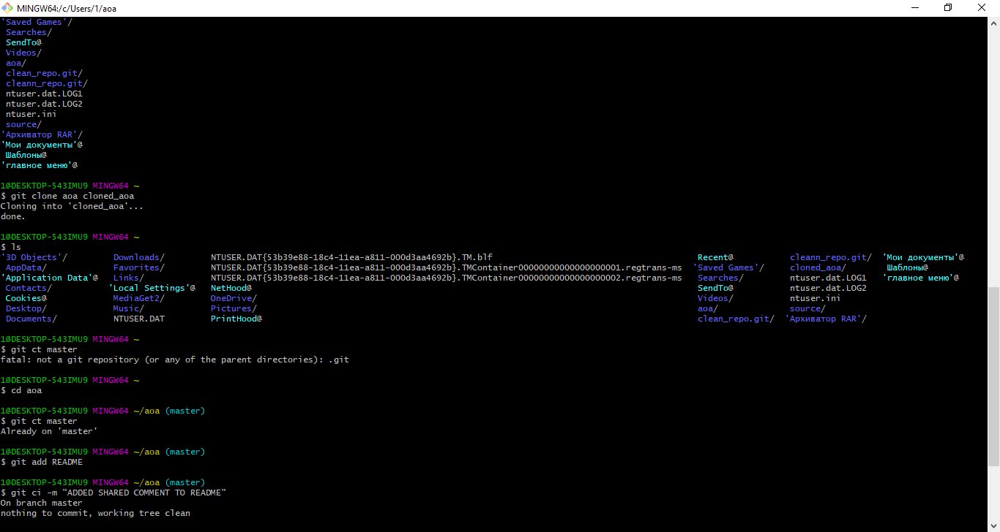 MINGW64:/c/Users/1/aoa
'Saved Games'/
Searches/
SendTo@
Videos/
aoa/
clean_repo.git/
cleann_repo.git/
ntuser.dat.LOG1
ntuser.dat.LOG2
ntuser.ini
source/
'Архиватор RAR'/
'Мои документы'@
Шаблоны@
'главное меню'@
1@DESKTOP-543IMU9 MINGW64 ~
$ git clone aoa cloned_aoa
Cloning into 'cloned_aoa'...
done.
1@DESKTOP-543IMU9 MINGW64 ~
$ ls
'3D Objects'/ Downloads/ NTUSER.DAT{53b39e88-18c4-11ea-a811-000d3aa4692b}.TM.blf Recent@ cleann_repo.git/ 'Мои документы'@
AppData/ Favorites/ NTUSER.DAT{53b39e88-18c4-11ea-a811-000d3aa4692b}.TMContainer00000000000000000001.regtrans-ms 'Saved Games'/ cloned_aoa/ Шаблоны@
'Application Data'@ Links/ NTUSER.DAT{53b39e88-18c4-11ea-a811-000d3aa4692b}.TMContainer00000000000000000002.regtrans-ms Searches/ ntuser.dat.LOG1 'главное меню'@
Contacts/ 'Local Settings'@ NetHood@ SendTo@ ntuser.dat.LOG2
Cookies@ MediaGet2/ OneDrive/ Videos/ ntuser.ini
Desktop/ Music/ Pictures/ aoa/ source/
Documents/ NTUSER.DAT PrintHood@ clean_repo.git/ 'Архиватор RAR'/
1@DESKTOP-543IMU9 MINGW64 ~
$ git ct master
fatal: not a git repository (or any of the parent directories): .git
1@DESKTOP-543IMU9 MINGW64 ~
$ cd aoa
1@DESKTOP-543IMU9 MINGW64 ~/aoa (master)
$ git ct master
Already on 'master'
1@DESKTOP-543IMU9 MINGW64 ~/aoa (master)
$ git add README
1@DESKTOP-543IMU9 MINGW64 ~/aoa (master)
$ git ci -m "ADDED SHARED COMMENT TO README"
On branch master
nothing to commit, working tree clean